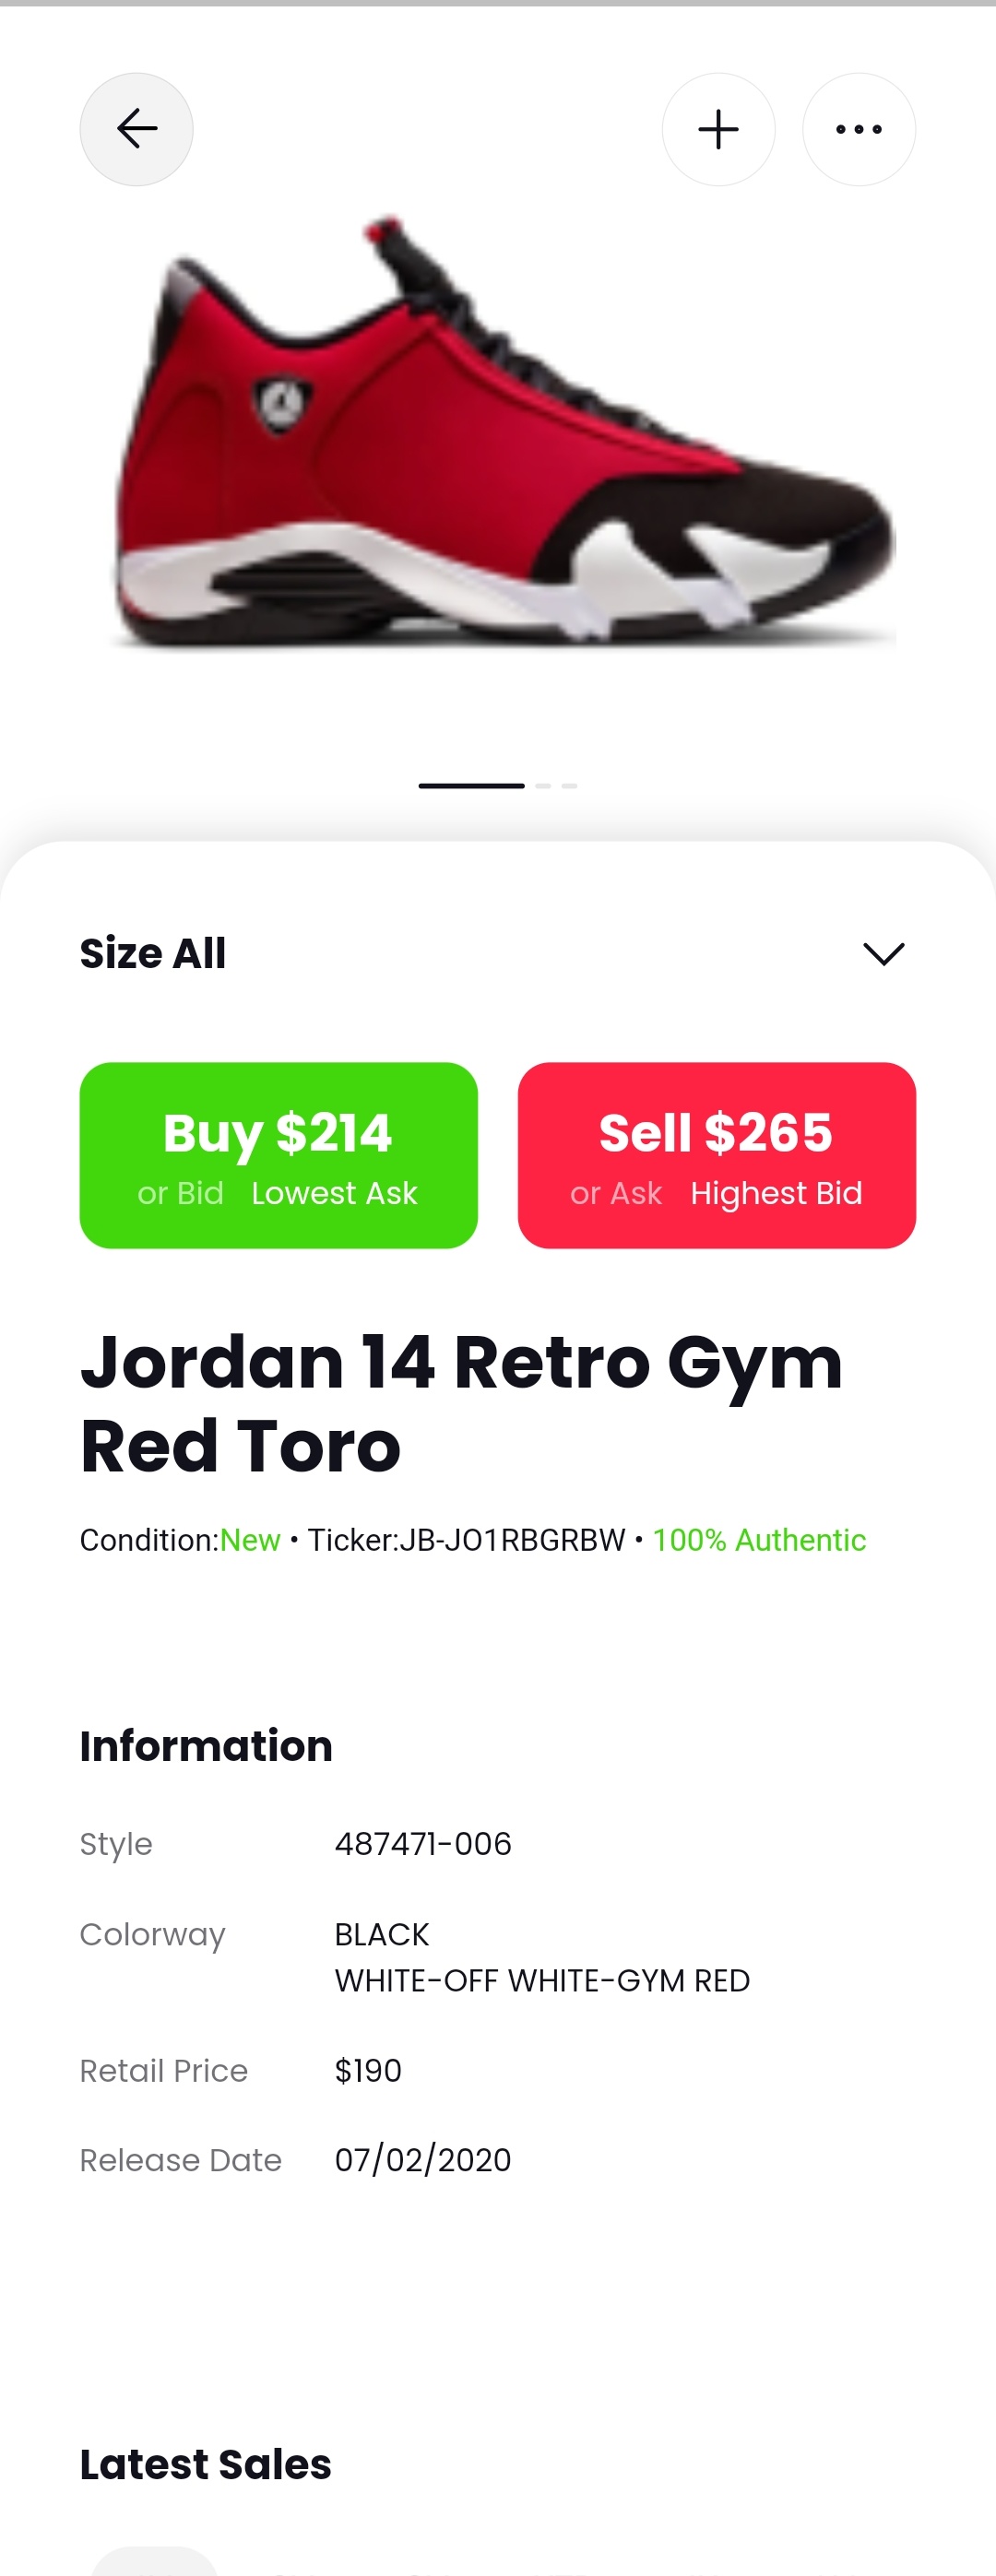 Size All
Buy $214
or Bid Lowest Ask
Sell $265
or Ask Highest Bid
Jordan 14 Retro Gym
Red Toro
Condition:New • Ticker:JB-JO1RBGRBW • 100% Authentic
Information
Style 487471-006
Colorway BLACK
WHITE-OFF WHITE-GYM RED
Retail Price $190
Release Date 07/02/2020
Latest Sales